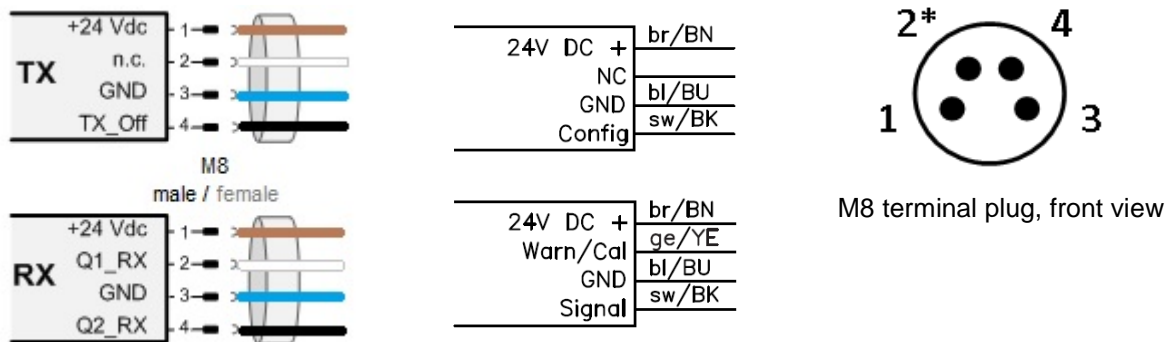 TX
+24 Vdc
1
n.c.
2
GND
3
TX_Off
4
M8
male / female
RX
+24 Vdc
1
Q1_RX
2
GND
3
Q2_RX
4
24V DC +
br/BN
NC
GND
bl/BU
Config
sw/BK
24V DC +
br/BN
Warn/Cal
ge/YE
GND
bl/BU
Signal
sw/BK
2*
4
1
3
M8 terminal plug, front view